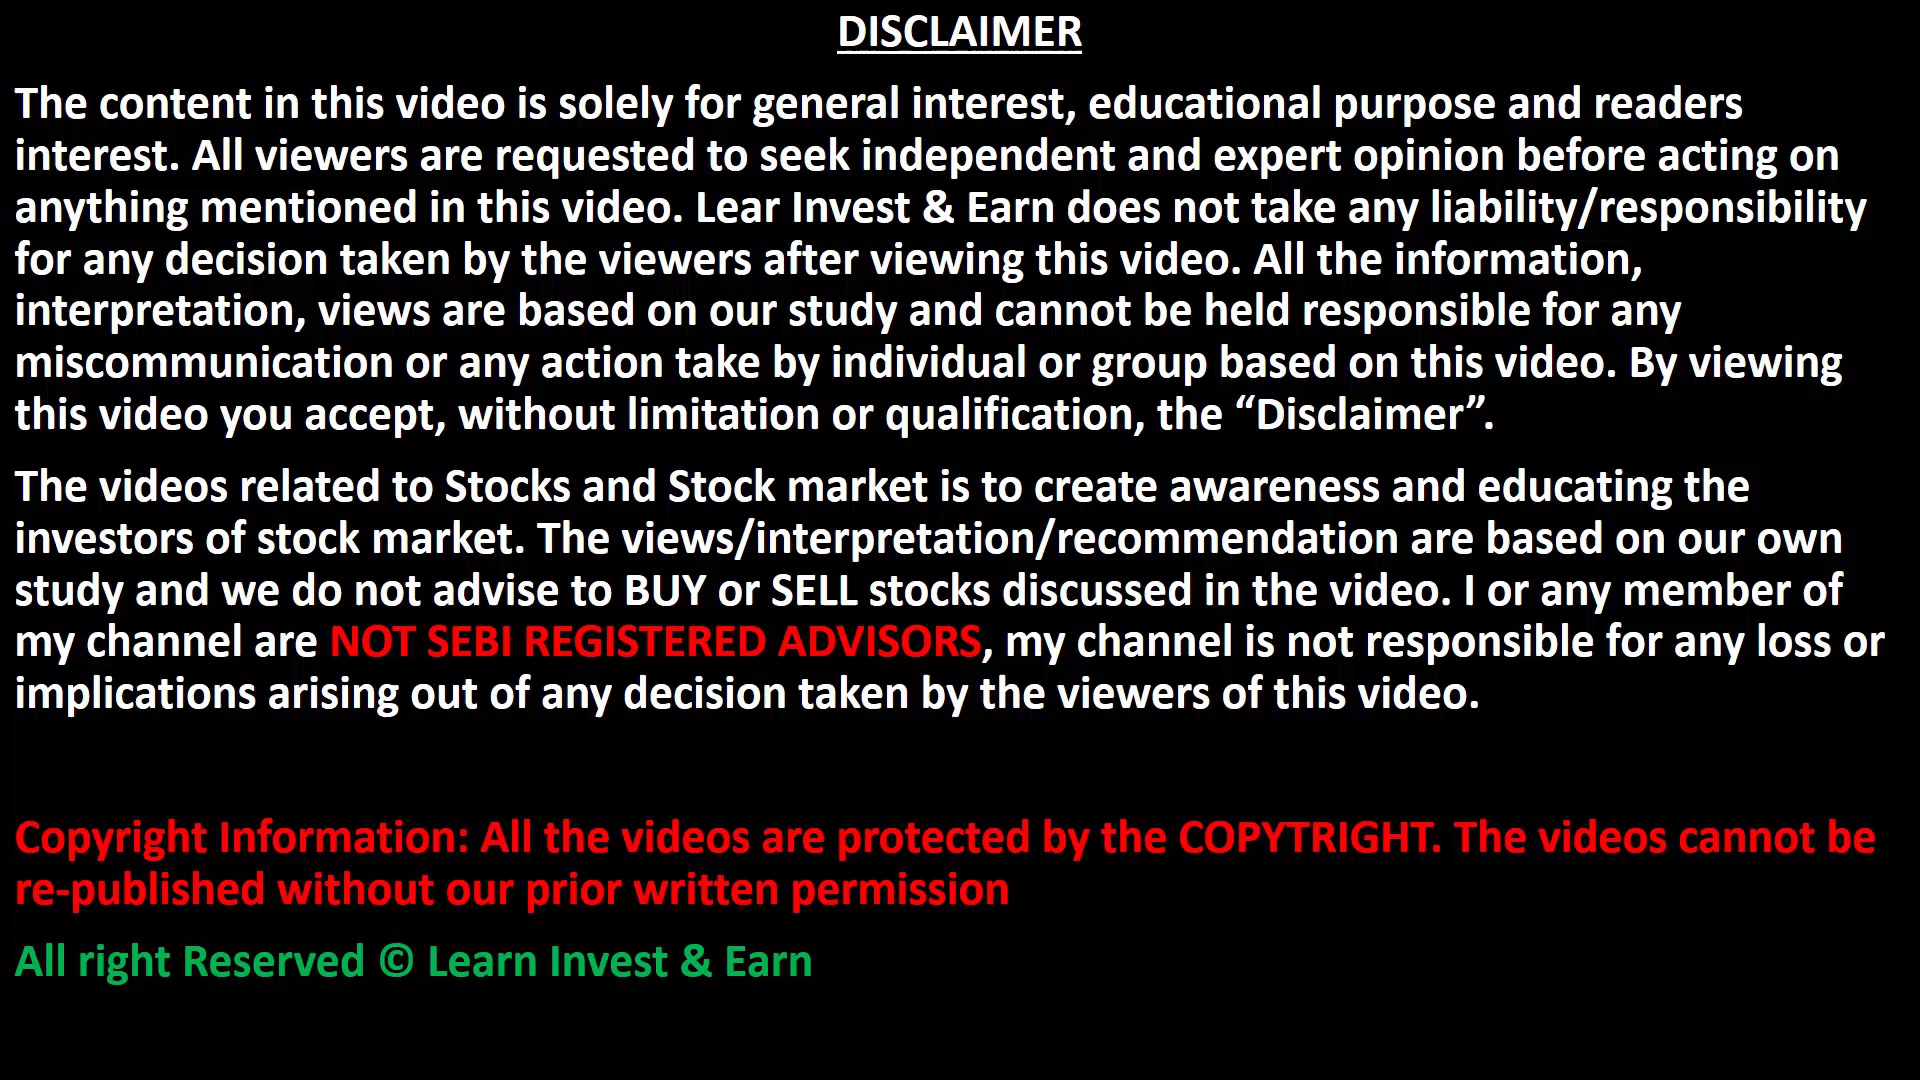 DISCLAIMER
The content in this video is solely for general interest, educational purpose and readers
interest. All viewers are requested to seek independent and expert opinion before acting on
anything mentioned in this video. Lear Invest & Earn does not take any liability/responsibility
for any decision taken by the viewers after viewing this video. All the information,
interpretation, views are based on our study and cannot be held responsible for any
miscommunication or any action take by individual or group based on this video. By viewing
this video you accept, without limitation or qualification, the “Disclaimer”.
The videos related to Stocks and Stock market is to create awareness and educating the
investors of stock market. The views/interpretation/recommendation are based on our own
study and we do not advise to BUY or SELL stocks discussed in the video. I or any member of
my channel are NOT SEBI REGISTERED ADVISORS, my channel is not responsible for any loss or
implications arising out of any decision taken by the viewers of this video.
Copyright Information: All the videos are protected by the COPYTRIGHT. The videos cannot be
re-published without our prior written permission
All right Reserved © Learn Invest & Earn